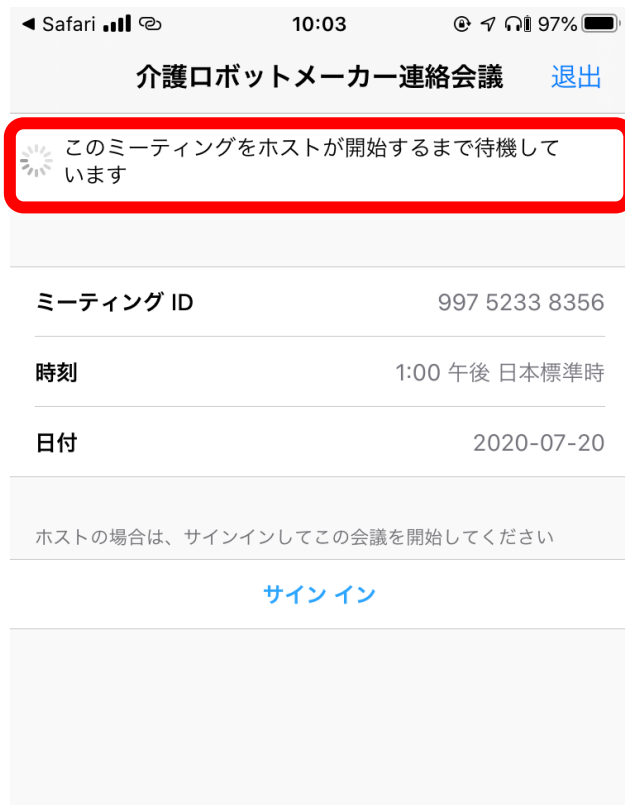 Safari 10:03 97%
介護ロボットメーカー連絡会議 退出
このミーティングをホストが開始するまで待機して
います
ミーティング ID 997 5233 8356
時刻 1:00 午後 日本標準時
日付 2020-07-20
ホストの場合は、サインインしてこの会議を開始してください
サイン イン